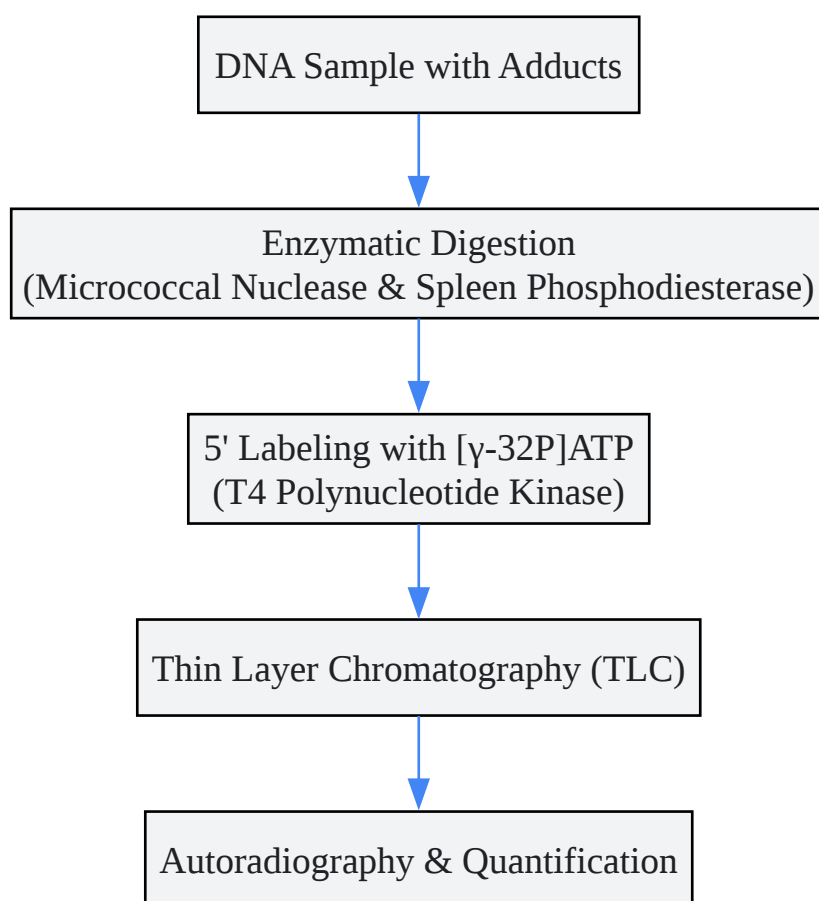 DNA Sample with Adducts
Enzymatic Digestion
(Micrococcal Nuclease & Spleen Phosphodiesterase)
5' Labeling with [γ-32P]ATP
(T4 Polynucleotide Kinase)
Thin Layer Chromatography (TLC)
Autoradiography & Quantification